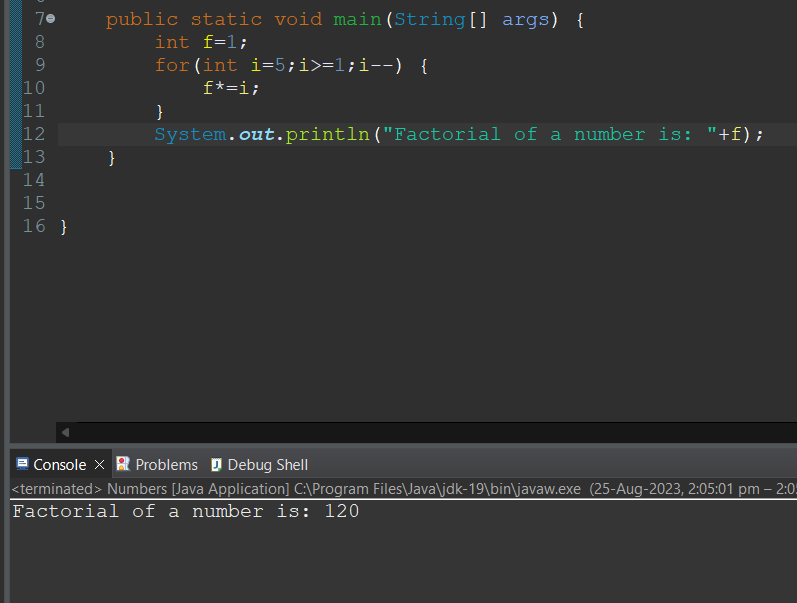 7 public static void main(String[] args) {
8 int f=1;
9 for(int i=5;i>=1;i--) {
10 f*=i;
11 }
12 System.out.println("Factorial of a number is: "+f);
13 }
14
15
16 }
Console Problems Debug Shell
<terminated> Numbers [Java Application] C:\Program Files\Java\jdk-19\bin\javaw.exe (25-Aug-2023, 2:05:01 pm – 2:05
Factorial of a number is: 120